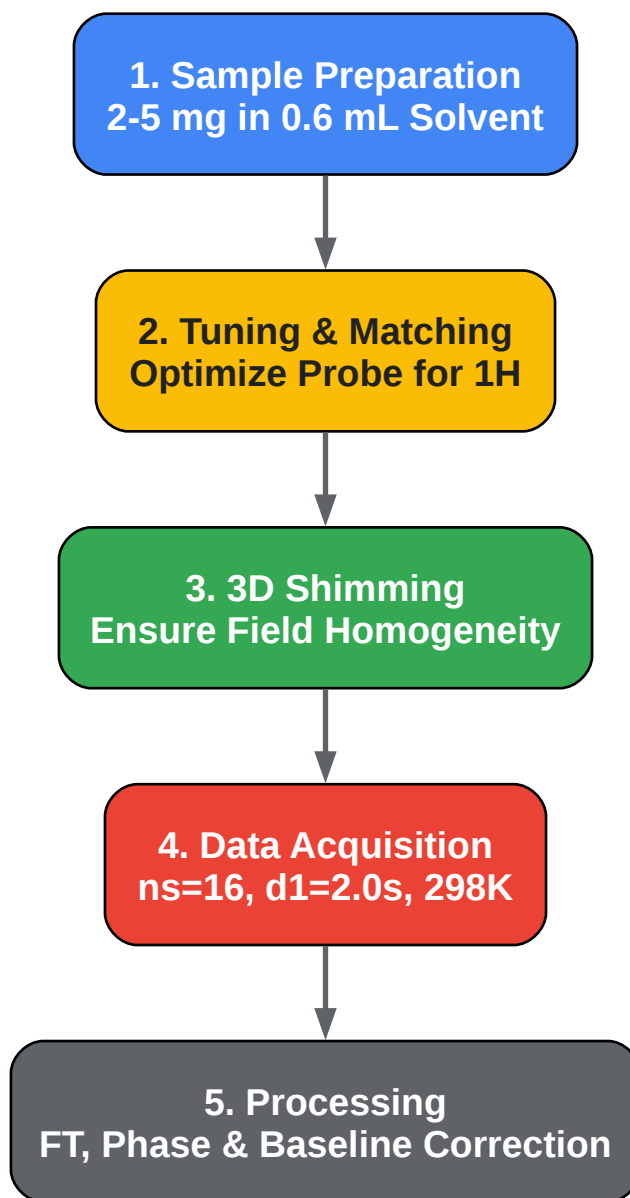 1. Sample Preparation
2-5 mg in 0.6 mL Solvent
2. Tuning & Matching
Optimize Probe for 1H
3. 3D Shimming
Ensure Field Homogeneity
4. Data Acquisition
ns=16, d1=2.0s, 298K
5. Processing
FT, Phase & Baseline Correction